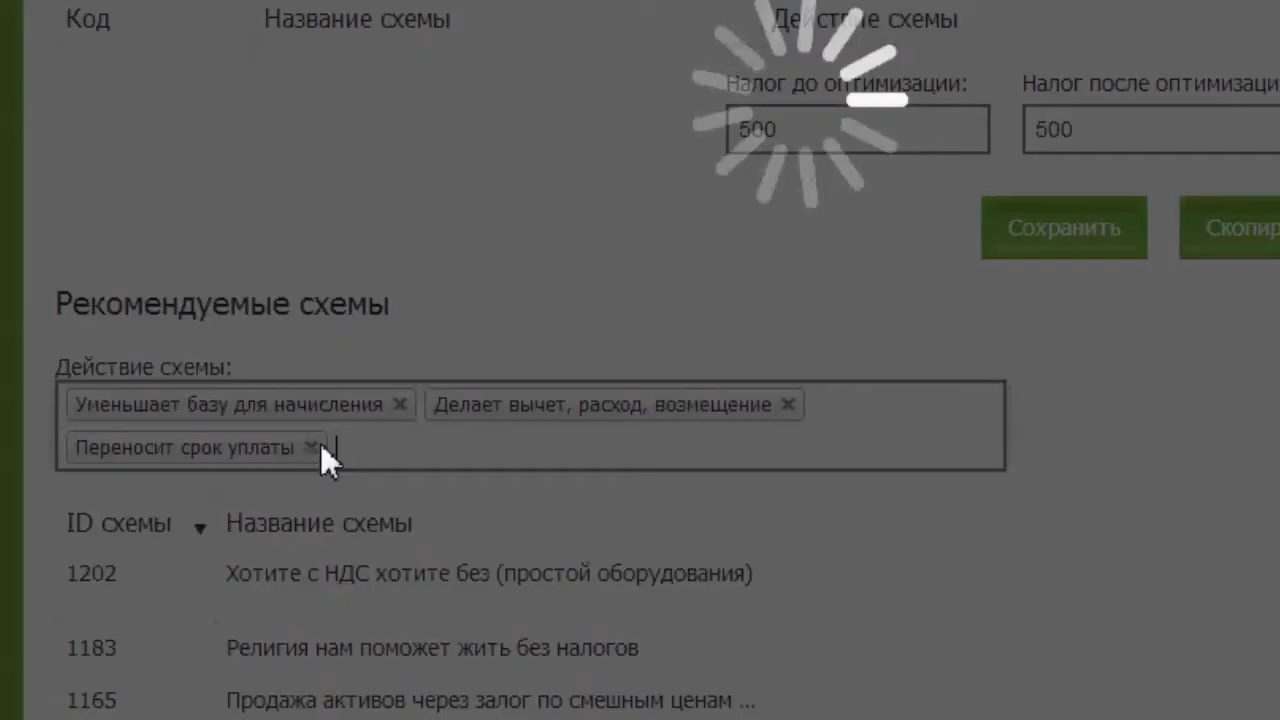 Код Название схемы Действие схемы
Налог до оптимизации: Налог после оптимизаци
500 500
Сохранить Скопир
Рекомендуемые схемы
Действие схемы:
Уменьшает базу для начисления Делает вычет, расход, возмещение
Переносит срок уплаты
ID схемы Название схемы
1202 Хотите с НДС хотите без (простой оборудования)
1183 Религия нам поможет жить без налогов
1165 Продажа активов через залог по смешным ценам ...